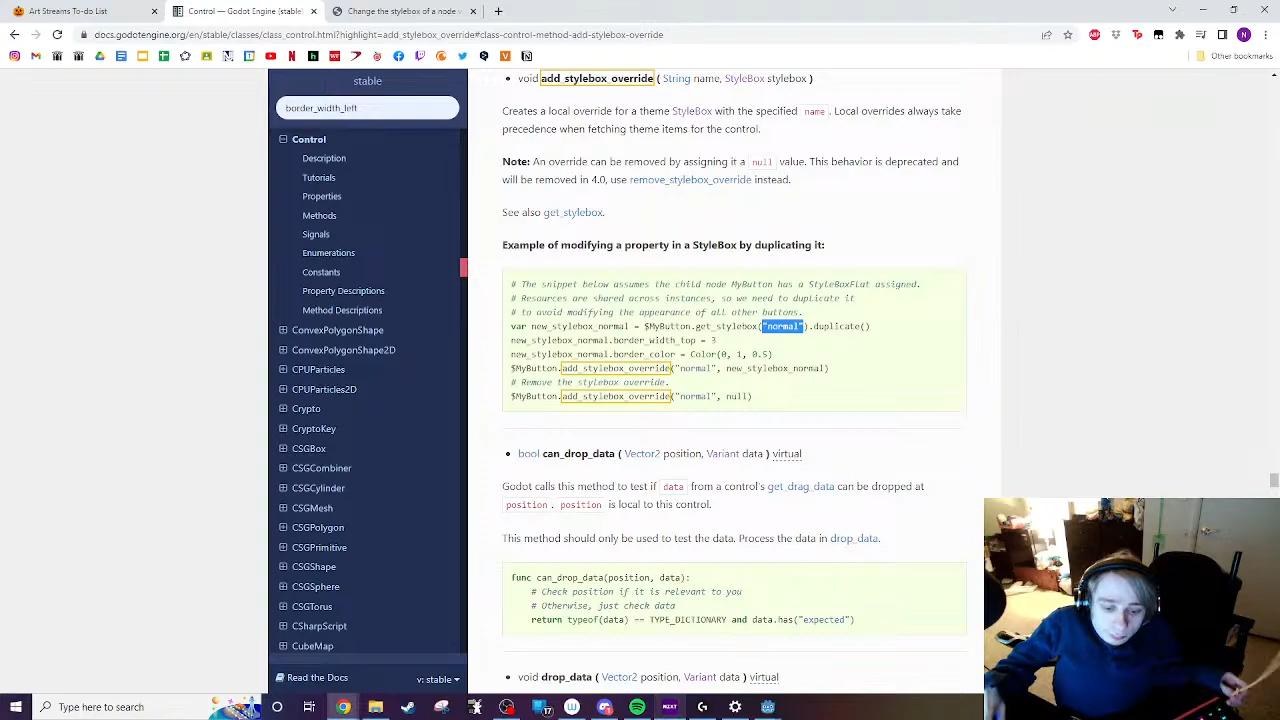 Art Streams To-do List
Control — Godot Engine (stable)
Change the stylebox of a node v
docs.godotengine.org/en/stable/classes/class_control.html?highlight=add_stylebox_override#class-control-method-add-stylebox-override
Other bookmarks
stable
border_width_left
Control
Description
Tutorials
Properties
Methods
Signals
Enumerations
Constants
Property Descriptions
Method Descriptions
ConvexPolygonShape
ConvexPolygonShape2D
CPUParticles
CPUParticles2D
Crypto
CryptoKey
CSGBox
CSGCombiner
CSGCylinder
CSGMesh
CSGPolygon
CSGPrimitive
CSGShape
CSGSphere
CSGTorus
CSharpScript
CubeMap
Read the Docs
v: stable
void add_stylebox_override ( String name, StyleBox stylebox )
Creates a local override for a theme StyleBox with the specified name. Local overrides always take
precedence when fetching theme items for the control.
Note: An override can be removed by assigning it a null value. This behavior is deprecated and
will be removed in 4.0, use remove_stylebox_override instead.
See also get_stylebox.
Example of modifying a property in a StyleBox by duplicating it:
# The snippet below assumes the child node MyButton has a StyleBoxFlat assigned.
# Resources are shared across instances, so we need to duplicate it
# to avoid modifying the appearance of all other buttons.
var new_stylebox_normal = $MyButton.get_stylebox("normal").duplicate()
new_stylebox_normal.border_width_top = 3
new_stylebox_normal.border_color = Color(0, 1, 0.5)
$MyButton.add_stylebox_override("normal", new_stylebox_normal)
# Remove the stylebox override.
$MyButton.add_stylebox_override("normal", null)
bool can_drop_data ( Vector2 position, Variant data ) virtual
Godot calls this method to test if data from a control's get_drag_data can be dropped at
position . position is local to this control.
This method should only be used to test the data. Process the data in drop_data.
func can_drop_data(position, data):
# Check position if it is relevant to you
# Otherwise, just check data
return typeof(data) == TYPE_DICTIONARY and data.has("expected")
void drop_data ( Vector2 position, Variant data ) virtual
Type here to search